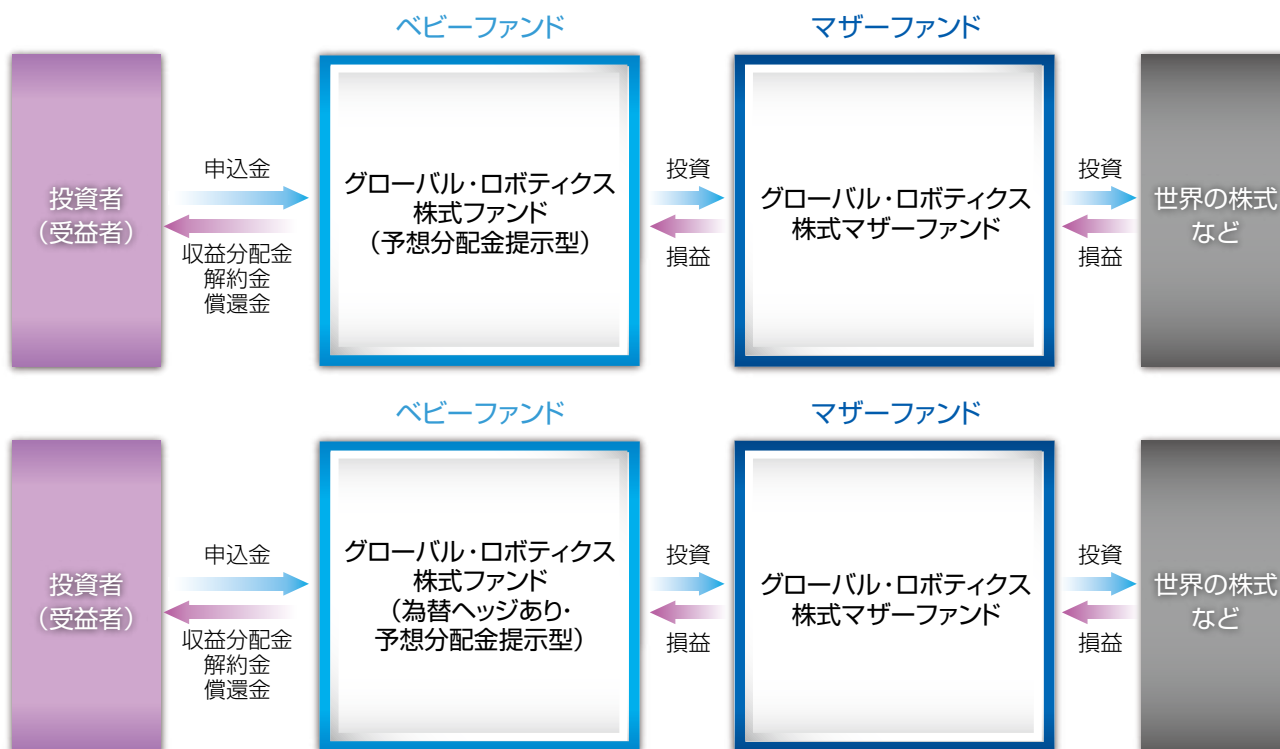 ベビーファンド
マザーファンド
投資者
（受益者）
申込金
収益分配金
解約金
償還金
グローバル・ロボティクス
株式ファンド
（予想分配金提示型）
投資
損益
グローバル・ロボティクス
株式マザーファンド
投資
損益
世界の株式
など
ベビーファンド
マザーファンド
投資者
（受益者）
申込金
収益分配金
解約金
償還金
グローバル・ロボティクス
株式ファンド
（為替ヘッジあり・
予想分配金提示型）
投資
損益
グローバル・ロボティクス
株式マザーファンド
投資
損益
世界の株式
など